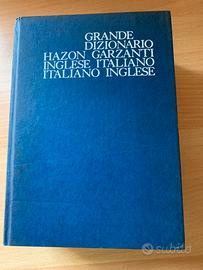 GRANDE
DIZIONARIO
HAZON GARZANTI
INGLESE ITALIANO
ITALIANO INGLESE
subito